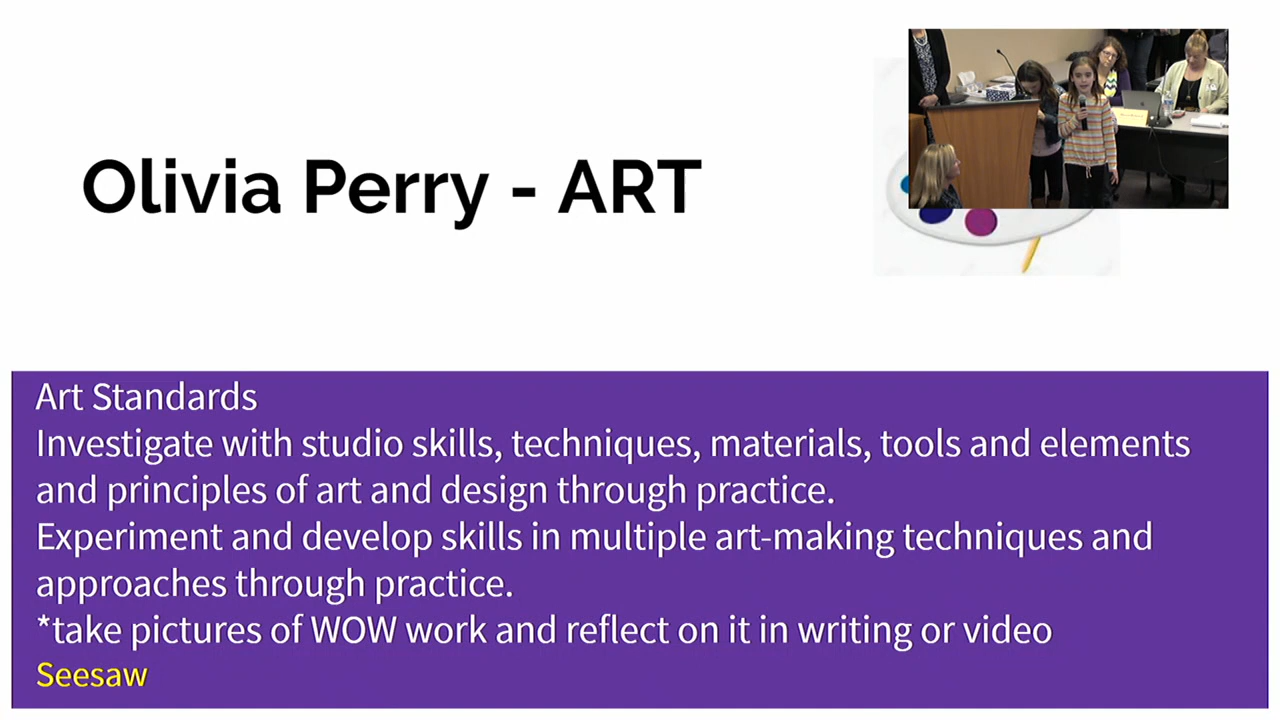 Olivia Perry - ART
Art Standards
Investigate with studio skills, techniques, materials, tools and elements
and principles of art and design through practice.
Experiment and develop skills in multiple art-making techniques and
approaches through practice.
*take pictures of WOW work and reflect on it in writing or video
Seesaw